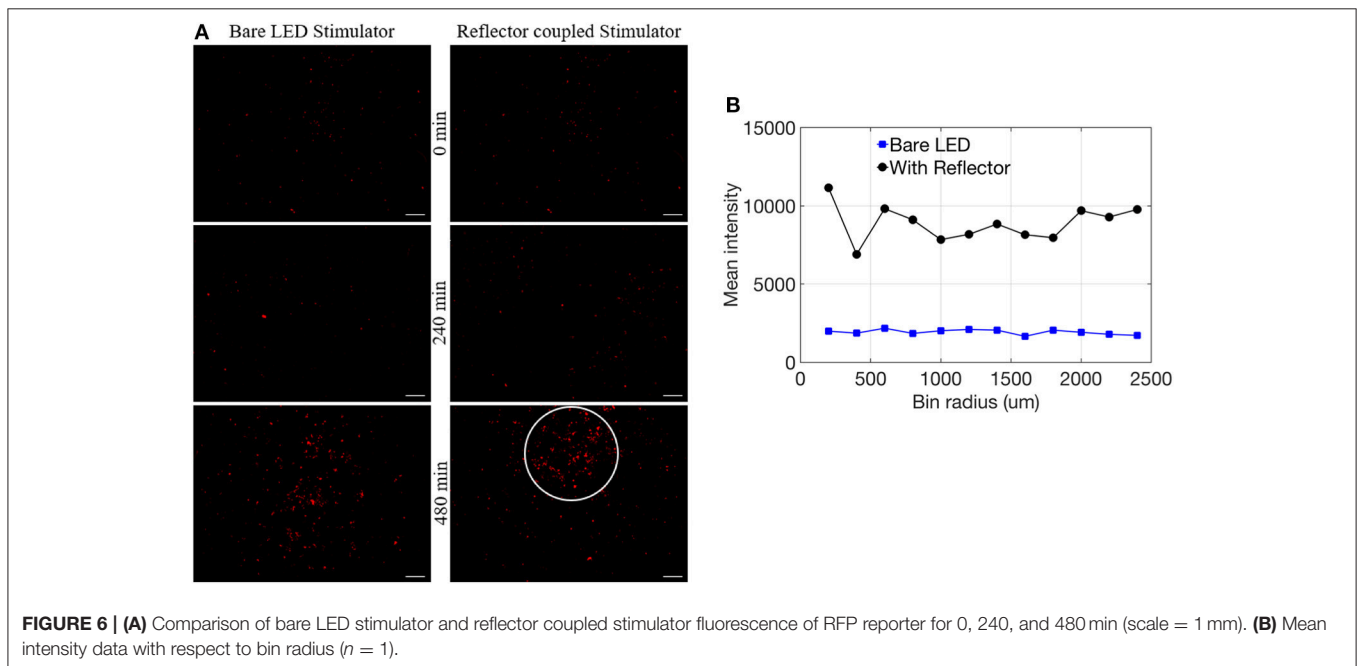 A
Bare LED Stimulator
Reflector coupled Stimulator
0 min
240 min
480 min
B
15000
10000
5000
0
Mean intensity
Bare LED
With Reflector
0 500 1000 1500 2000 2500
Bin radius (um)
FIGURE 6 | (A) Comparison of bare LED stimulator and reflector coupled stimulator fluorescence of RFP reporter for 0, 240, and 480 min (scale = 1 mm). (B) Mean
intensity data with respect to bin radius (n = 1).